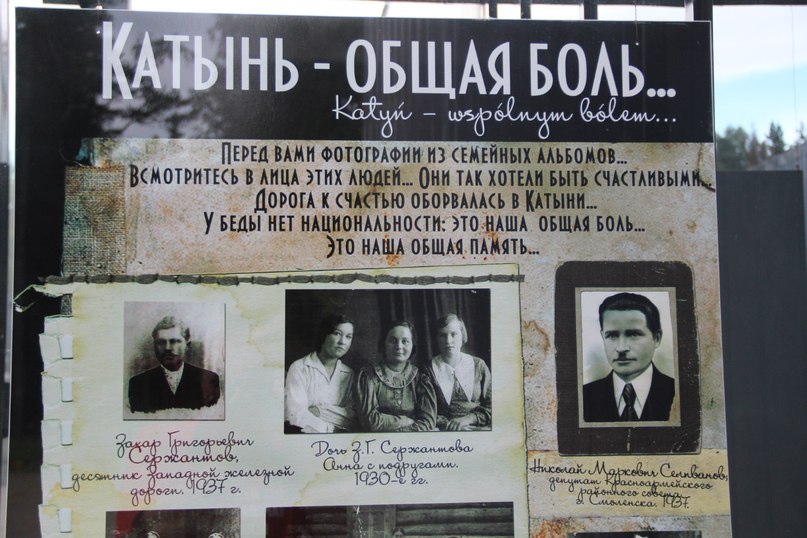 Катынь - общая боль...
Katyń – wspólnym bólem...
Перед вами фотографии из семейных альбомов...
Всмотритесь в лица этих людей... Они так хотели быть счастливыми...
Дорога к счастью оборвалась в Катыни...
У беды нет национальности: это наша общая боль...
Это наша общая память...
Захар Григорьевич
Сержантов,
десятник западной железной
дороги. 1937 г.
Дочь З.Г. Сержантова
Анна с подругами.
1930-е гг.
Николай Маркович Селиванов,
депутат Красноармейского
районного совета
г. Смоленска. 1937.